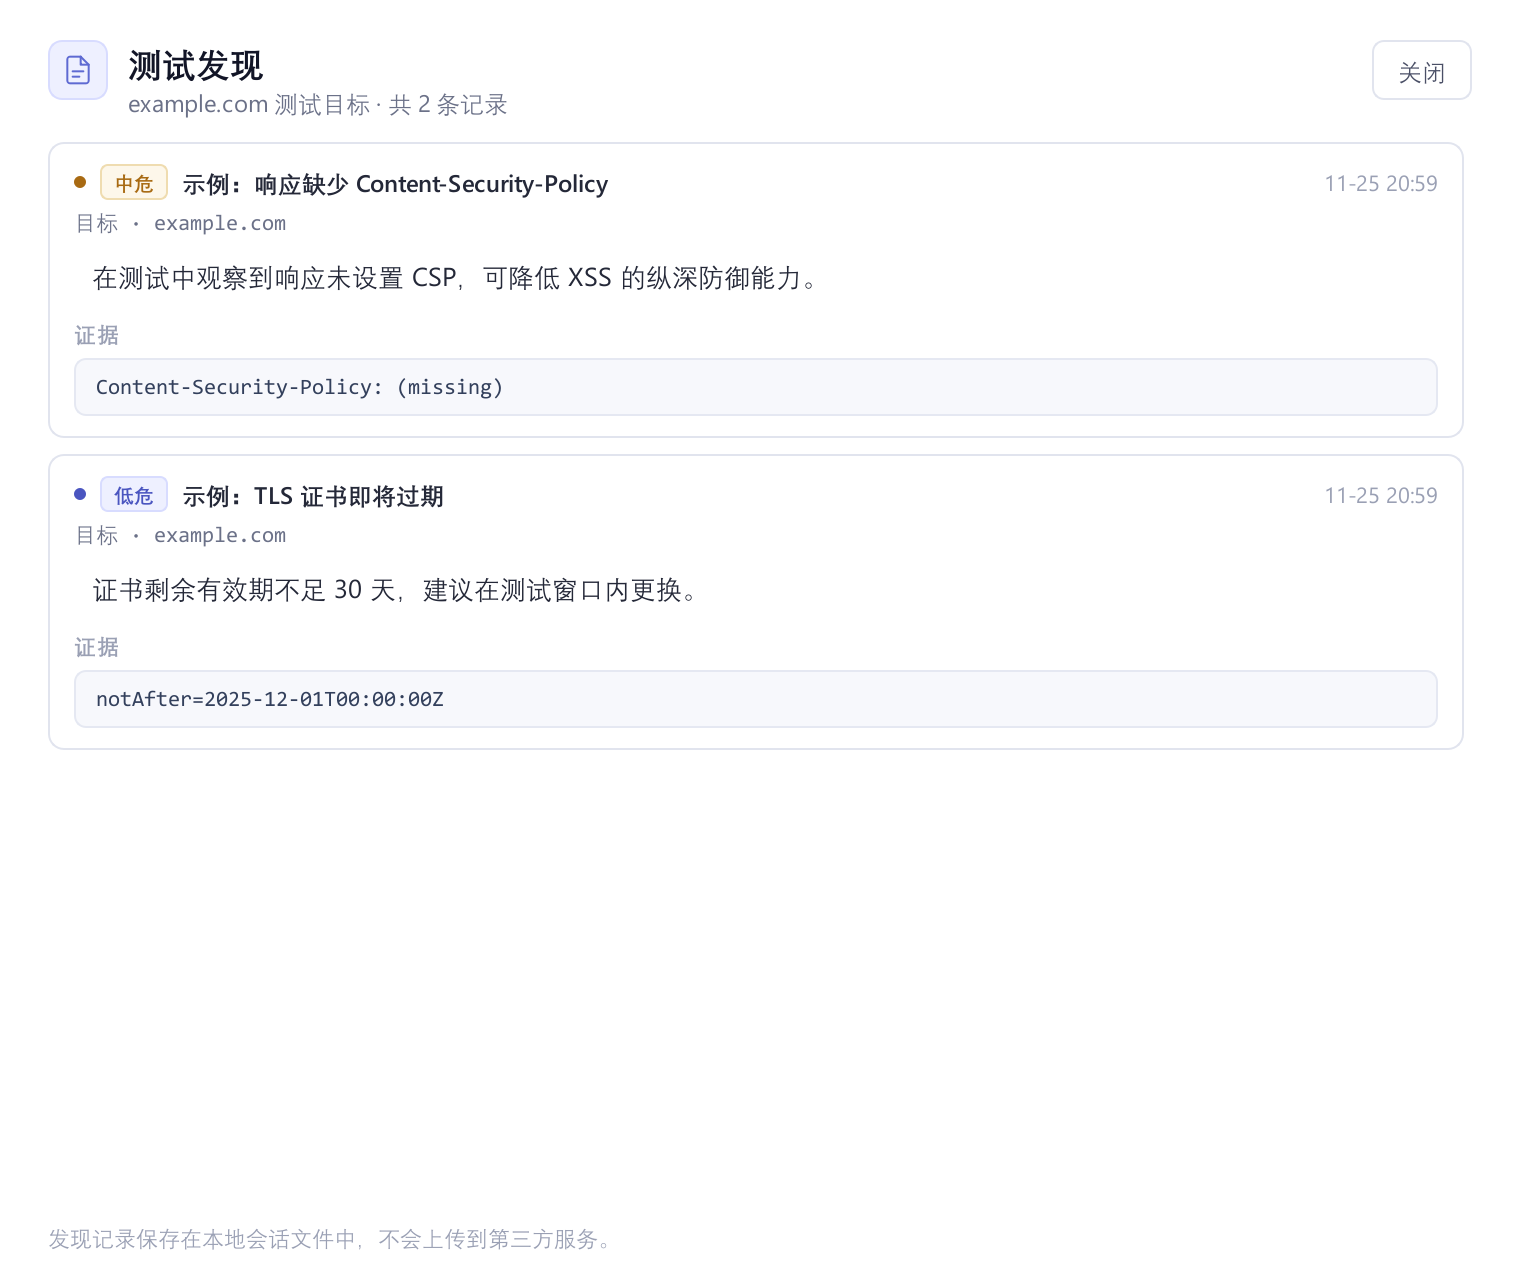 测试发现
关闭
example.com 测试目标 · 共 2 条记录
中危 示例：响应缺少 Content-Security-Policy 11-25 20:59
目标 · example.com
在测试中观察到响应未设置 CSP，可降低 XSS 的纵深防御能力。
证据
Content-Security-Policy: (missing)
低危 示例：TLS 证书即将过期 11-25 20:59
目标 · example.com
证书剩余有效期不足 30 天，建议在测试窗口内更换。
证据
notAfter=2025-12-01T00:00:00Z
发现记录保存在本地会话文件中，不会上传到第三方服务。